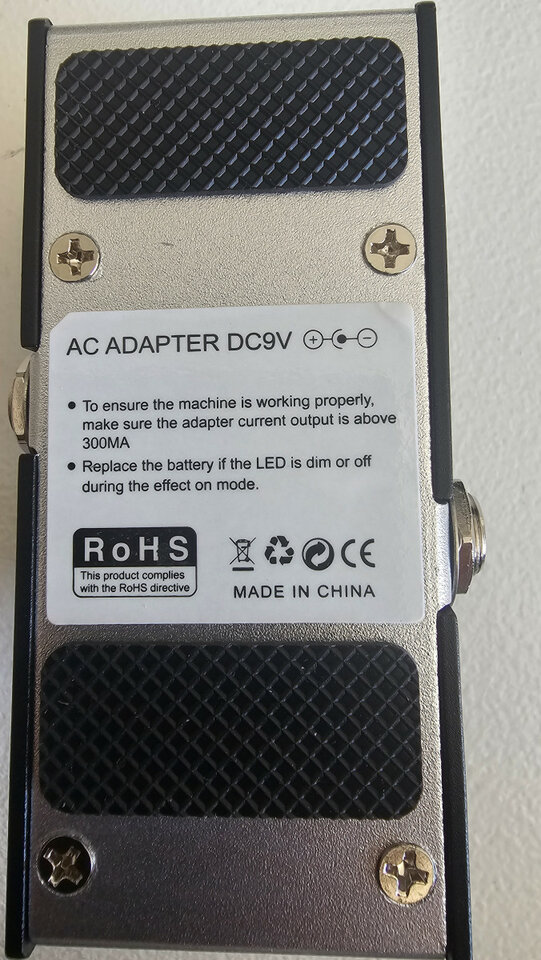 AC ADAPTER DC9V + -
• To ensure the machine is working properly,
make sure the adapter current output is above
300MA
• Replace the battery if the LED is dim or off
during the effect on mode.
RoHS
This product complies
with the RoHS directive
CE
MADE IN CHINA